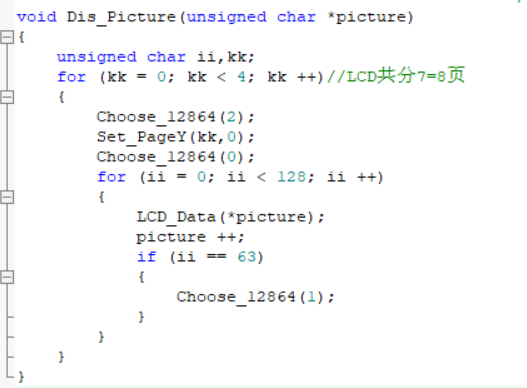 void Dis_Picture(unsigned char *picture)
{
    unsigned char ii,kk;
    for (kk = 0; kk < 4; kk ++)//LCD共分7=8页
    {
        Choose_12864(2);
        Set_PageY(kk,0);
        Choose_12864(0);
        for (ii = 0; ii < 128; ii ++)
        {
            LCD_Data(*picture);
            picture ++;
            if (ii == 63)
            {
                Choose_12864(1);
            }
        }
    }
}